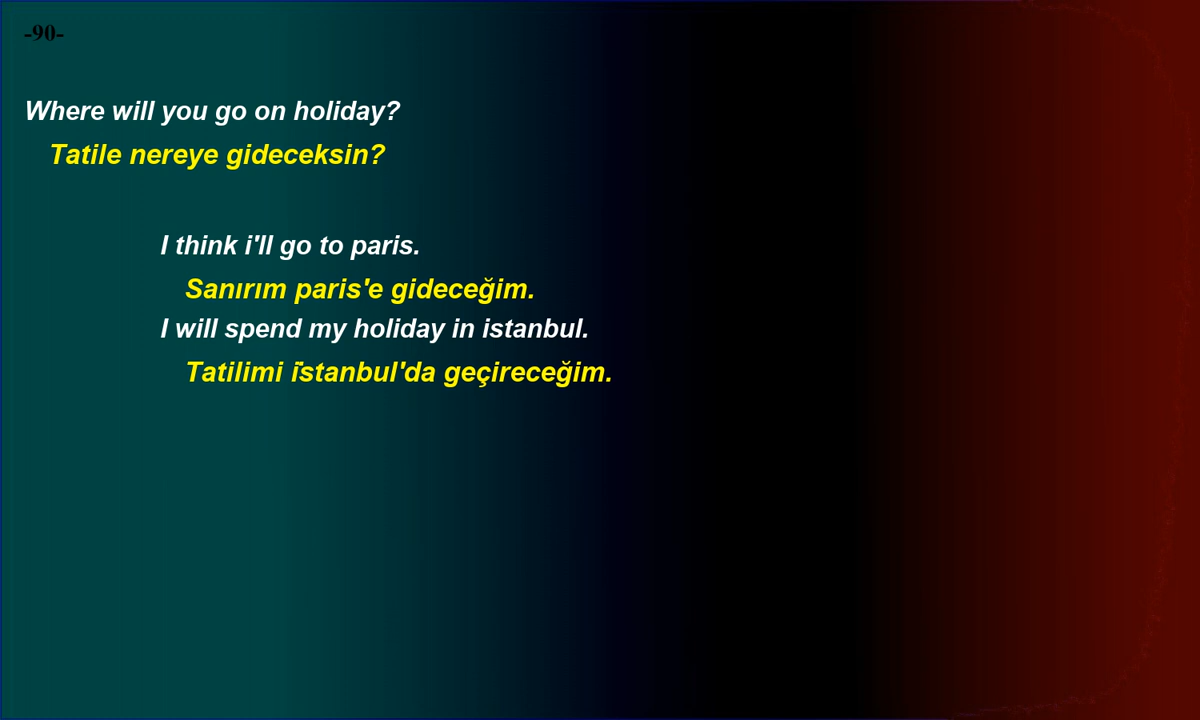 -90-
Where will you go on holiday?
Tatile nereye gideceksin?
I think i'll go to paris.
Sanırım paris'e gideceğim.
I will spend my holiday in istanbul.
Tatilimi i̇stanbul'da geçireceğim.